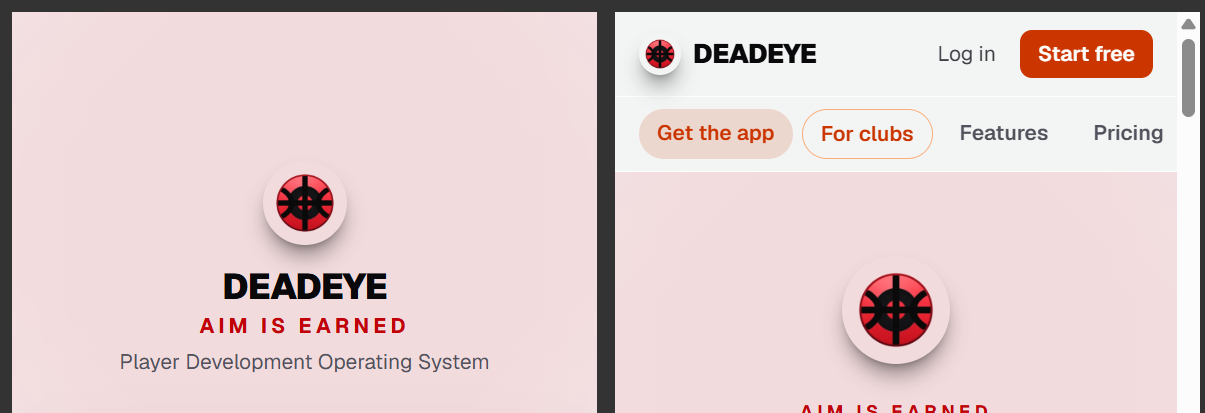 DEADEYE
AIM IS EARNED
Player Development Operating System
DEADEYE
Log in
Start free
Get the app
For clubs
Features
Pricing
AIM IS EARNED